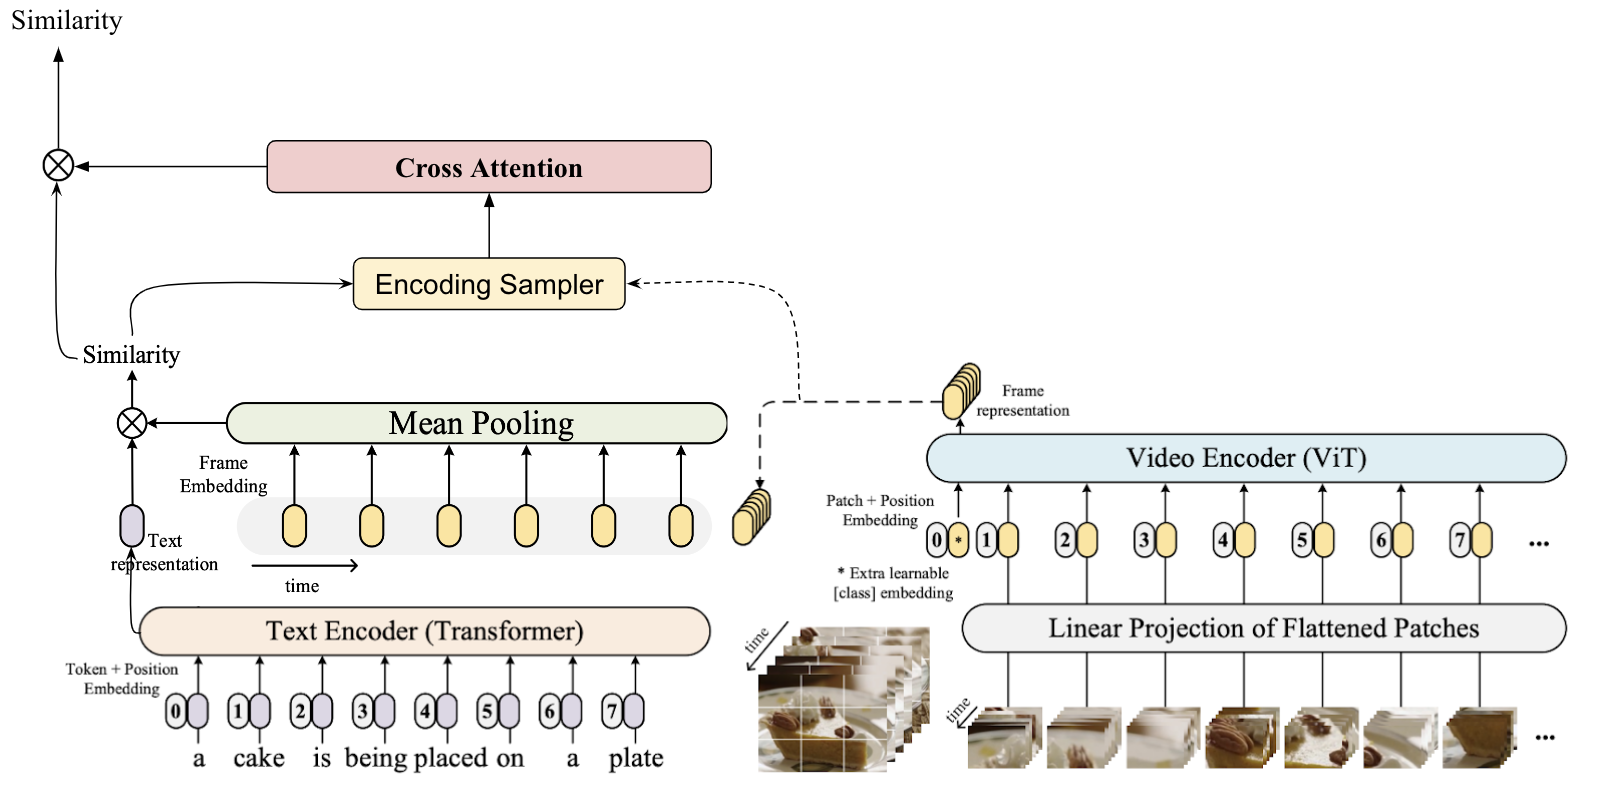 Similarity
Cross Attention
Encoding Sampler
Similarity
Mean Pooling
Frame
Embedding
Text
representation
time
Text Encoder (Transformer)
Token + Position
Embedding
0 1 2 3 4 5 6 7
a cake is being placed on a plate
Frame
representation
Video Encoder (ViT)
Patch + Position
Embedding
0 * 1 2 3 4 5 6 7 ...
* Extra learnable
[class] embedding
Linear Projection of Flattened Patches
time
time
...